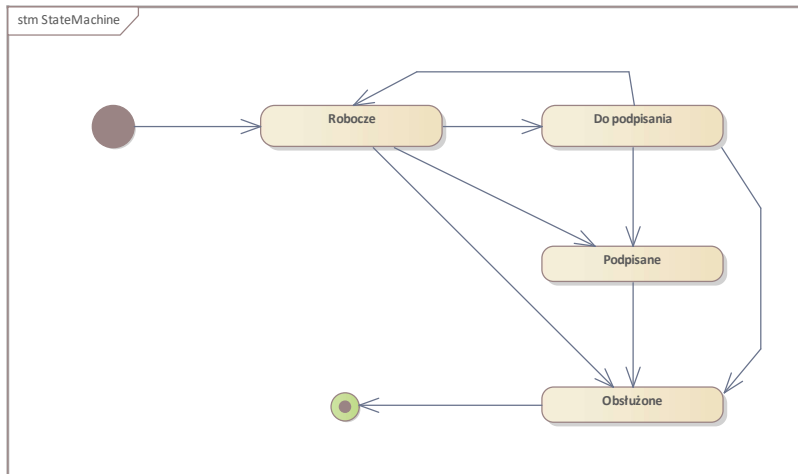 stm StateMachine
Robocze
Do podpisania
Podpisane
Obsłużone